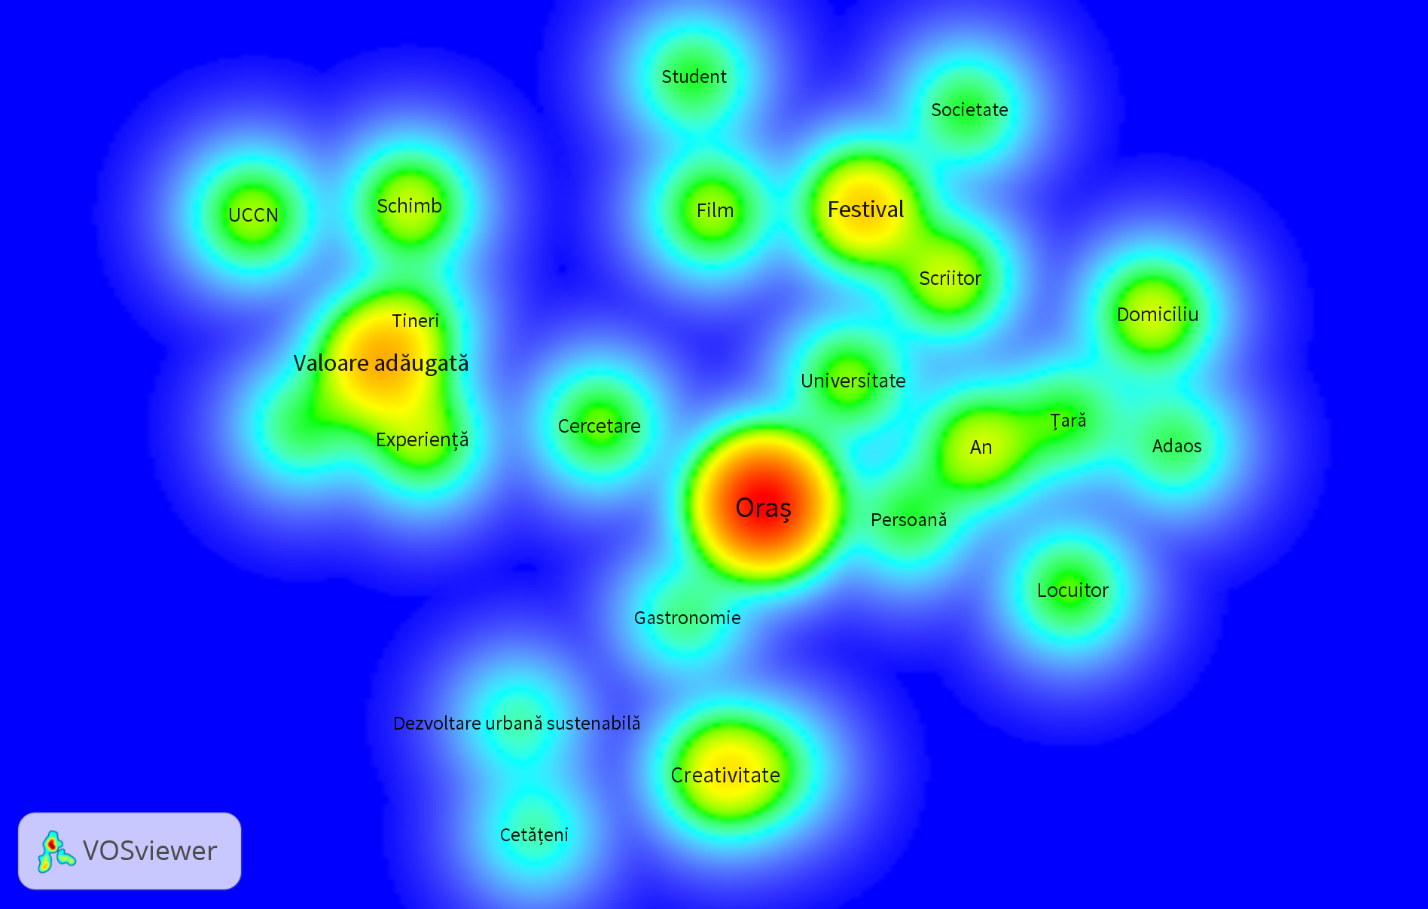 Student
Societate
UCCN
Schimb
Film
Festival
Scriitor
Domiciliu
Tineri
Valoare adăugată
Universitate
Cercetare
Experiență
An
Țară
Adaos
Oraș
Persoană
Locuitor
Gastronomie
Dezvoltare urbană sustenabilă
Creativitate
Cetățeni
VOSviewer